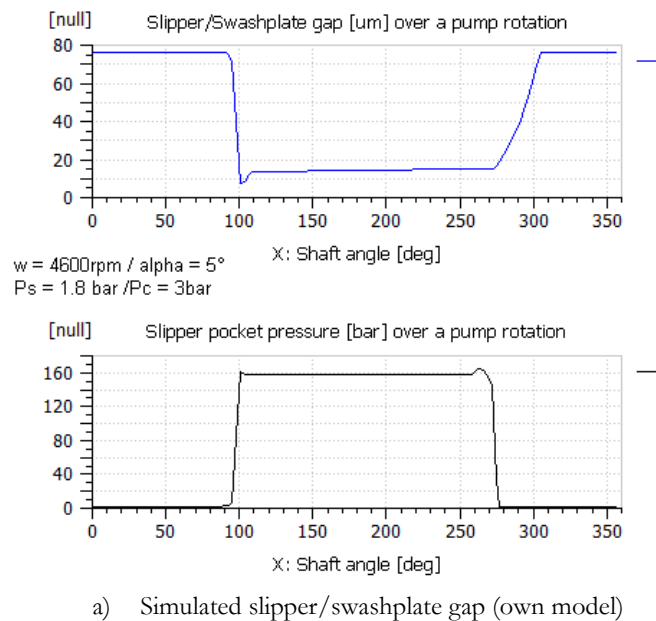 [null] Slipper/Swashplate gap [um] over a pump rotation
80
60
40
20
0
0 50 100 150 200 250 300 350
X: Shaft angle [deg]
w = 4600rpm / alpha = 5°
Ps = 1.8 bar /Pc = 3bar
[null] Slipper pocket pressure [bar] over a pump rotation
160
120
80
40
0
0 50 100 150 200 250 300 350
X: Shaft angle [deg]
a) Simulated slipper/swashplate gap (own model)